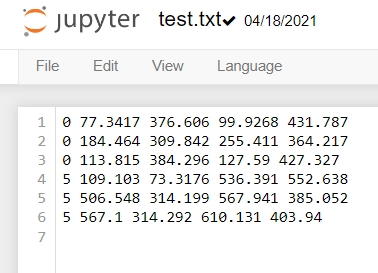 jupyter test.txt✔ 04/18/2021
File Edit View Language
1 0 77.3417 376.606 99.9268 431.787
2 0 184.464 309.842 255.411 364.217
3 0 113.815 384.296 127.59 427.327
4 5 109.103 73.3176 536.391 552.638
5 5 506.548 314.199 567.941 385.052
6 5 567.1 314.292 610.131 403.94
7